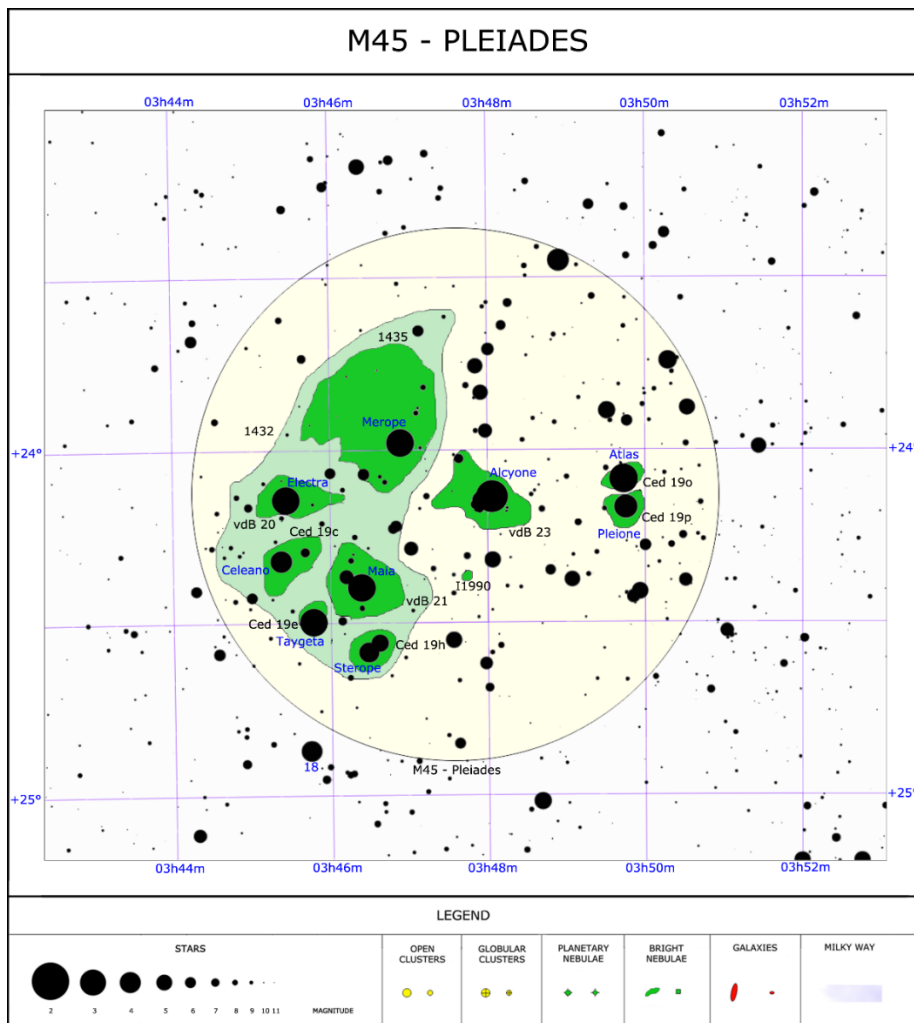 M45 - PLEIADES
03h44m 03h46m 03h48m 03h50m 03h52m
1435
Merope
1432
+24° +24°
Atlas
Alcyone
Electra
Ced 19o
vdB 20
Ced 19c
vdB 23
Ced 19p
Pleione
Celeano
Maia
I1990
vdB 21
Ced 19e
Taygeta
Ced 19h
Sterope
18
M45 - Pleiades
+25° +25°
03h44m 03h46m 03h48m 03h50m 03h52m
LEGEND
STARS
OPEN
CLUSTERS
GLOBULAR
CLUSTERS
PLANETARY
NEBULAE
BRIGHT
NEBULAE
GALAXIES
MILKY WAY
2 3 4 5 6 7 8 9 10 11 MAGNITUDE